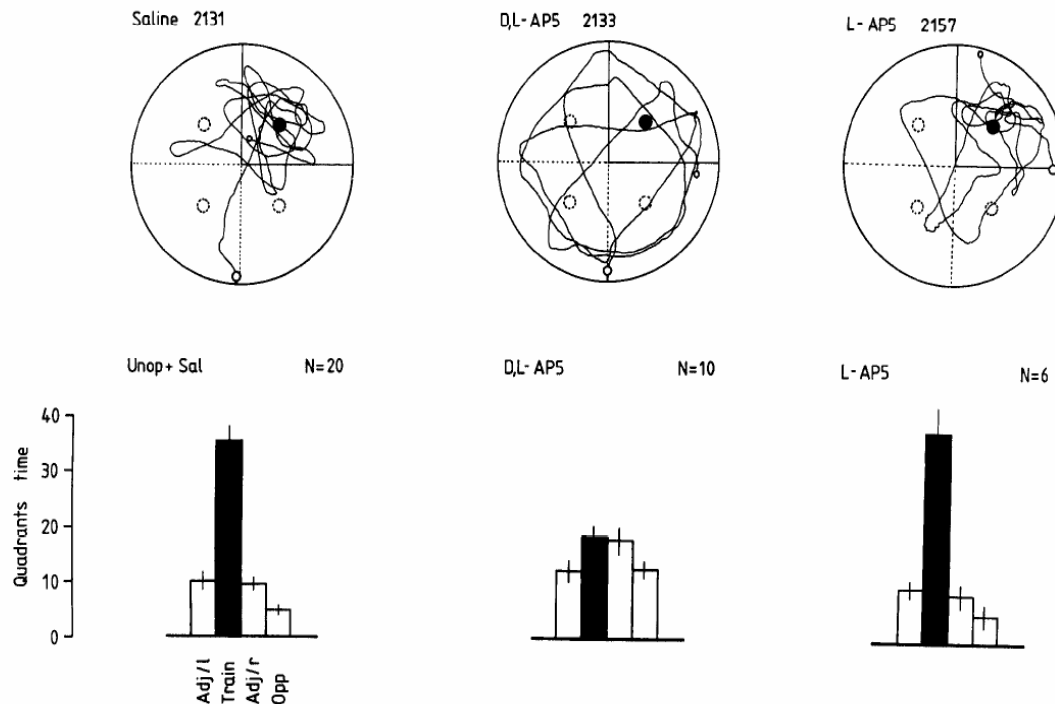 Saline 2131
D,L-AP5 2133
L-AP5 2157
Unop+Sal N=20
D,L-AP5 N=10
L-AP5 N=6
Quadrants time
40
30
20
10
0
Adj/l
Train
Adj/r
Opp